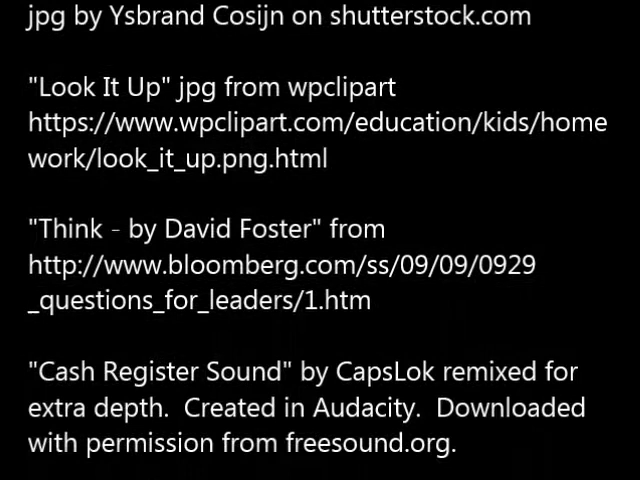 jpg by Ysbrand Cosijn on shutterstock.com
"Look It Up" jpg from wpclipart
https://www.wpclipart.com/education/kids/home
work/look_it_up.png.html
"Think - by David Foster" from
http://www.bloomberg.com/ss/09/09/0929
_questions_for_leaders/1.htm
"Cash Register Sound" by CapsLok remixed for
extra depth.  Created in Audacity.  Downloaded
with permission from freesound.org.